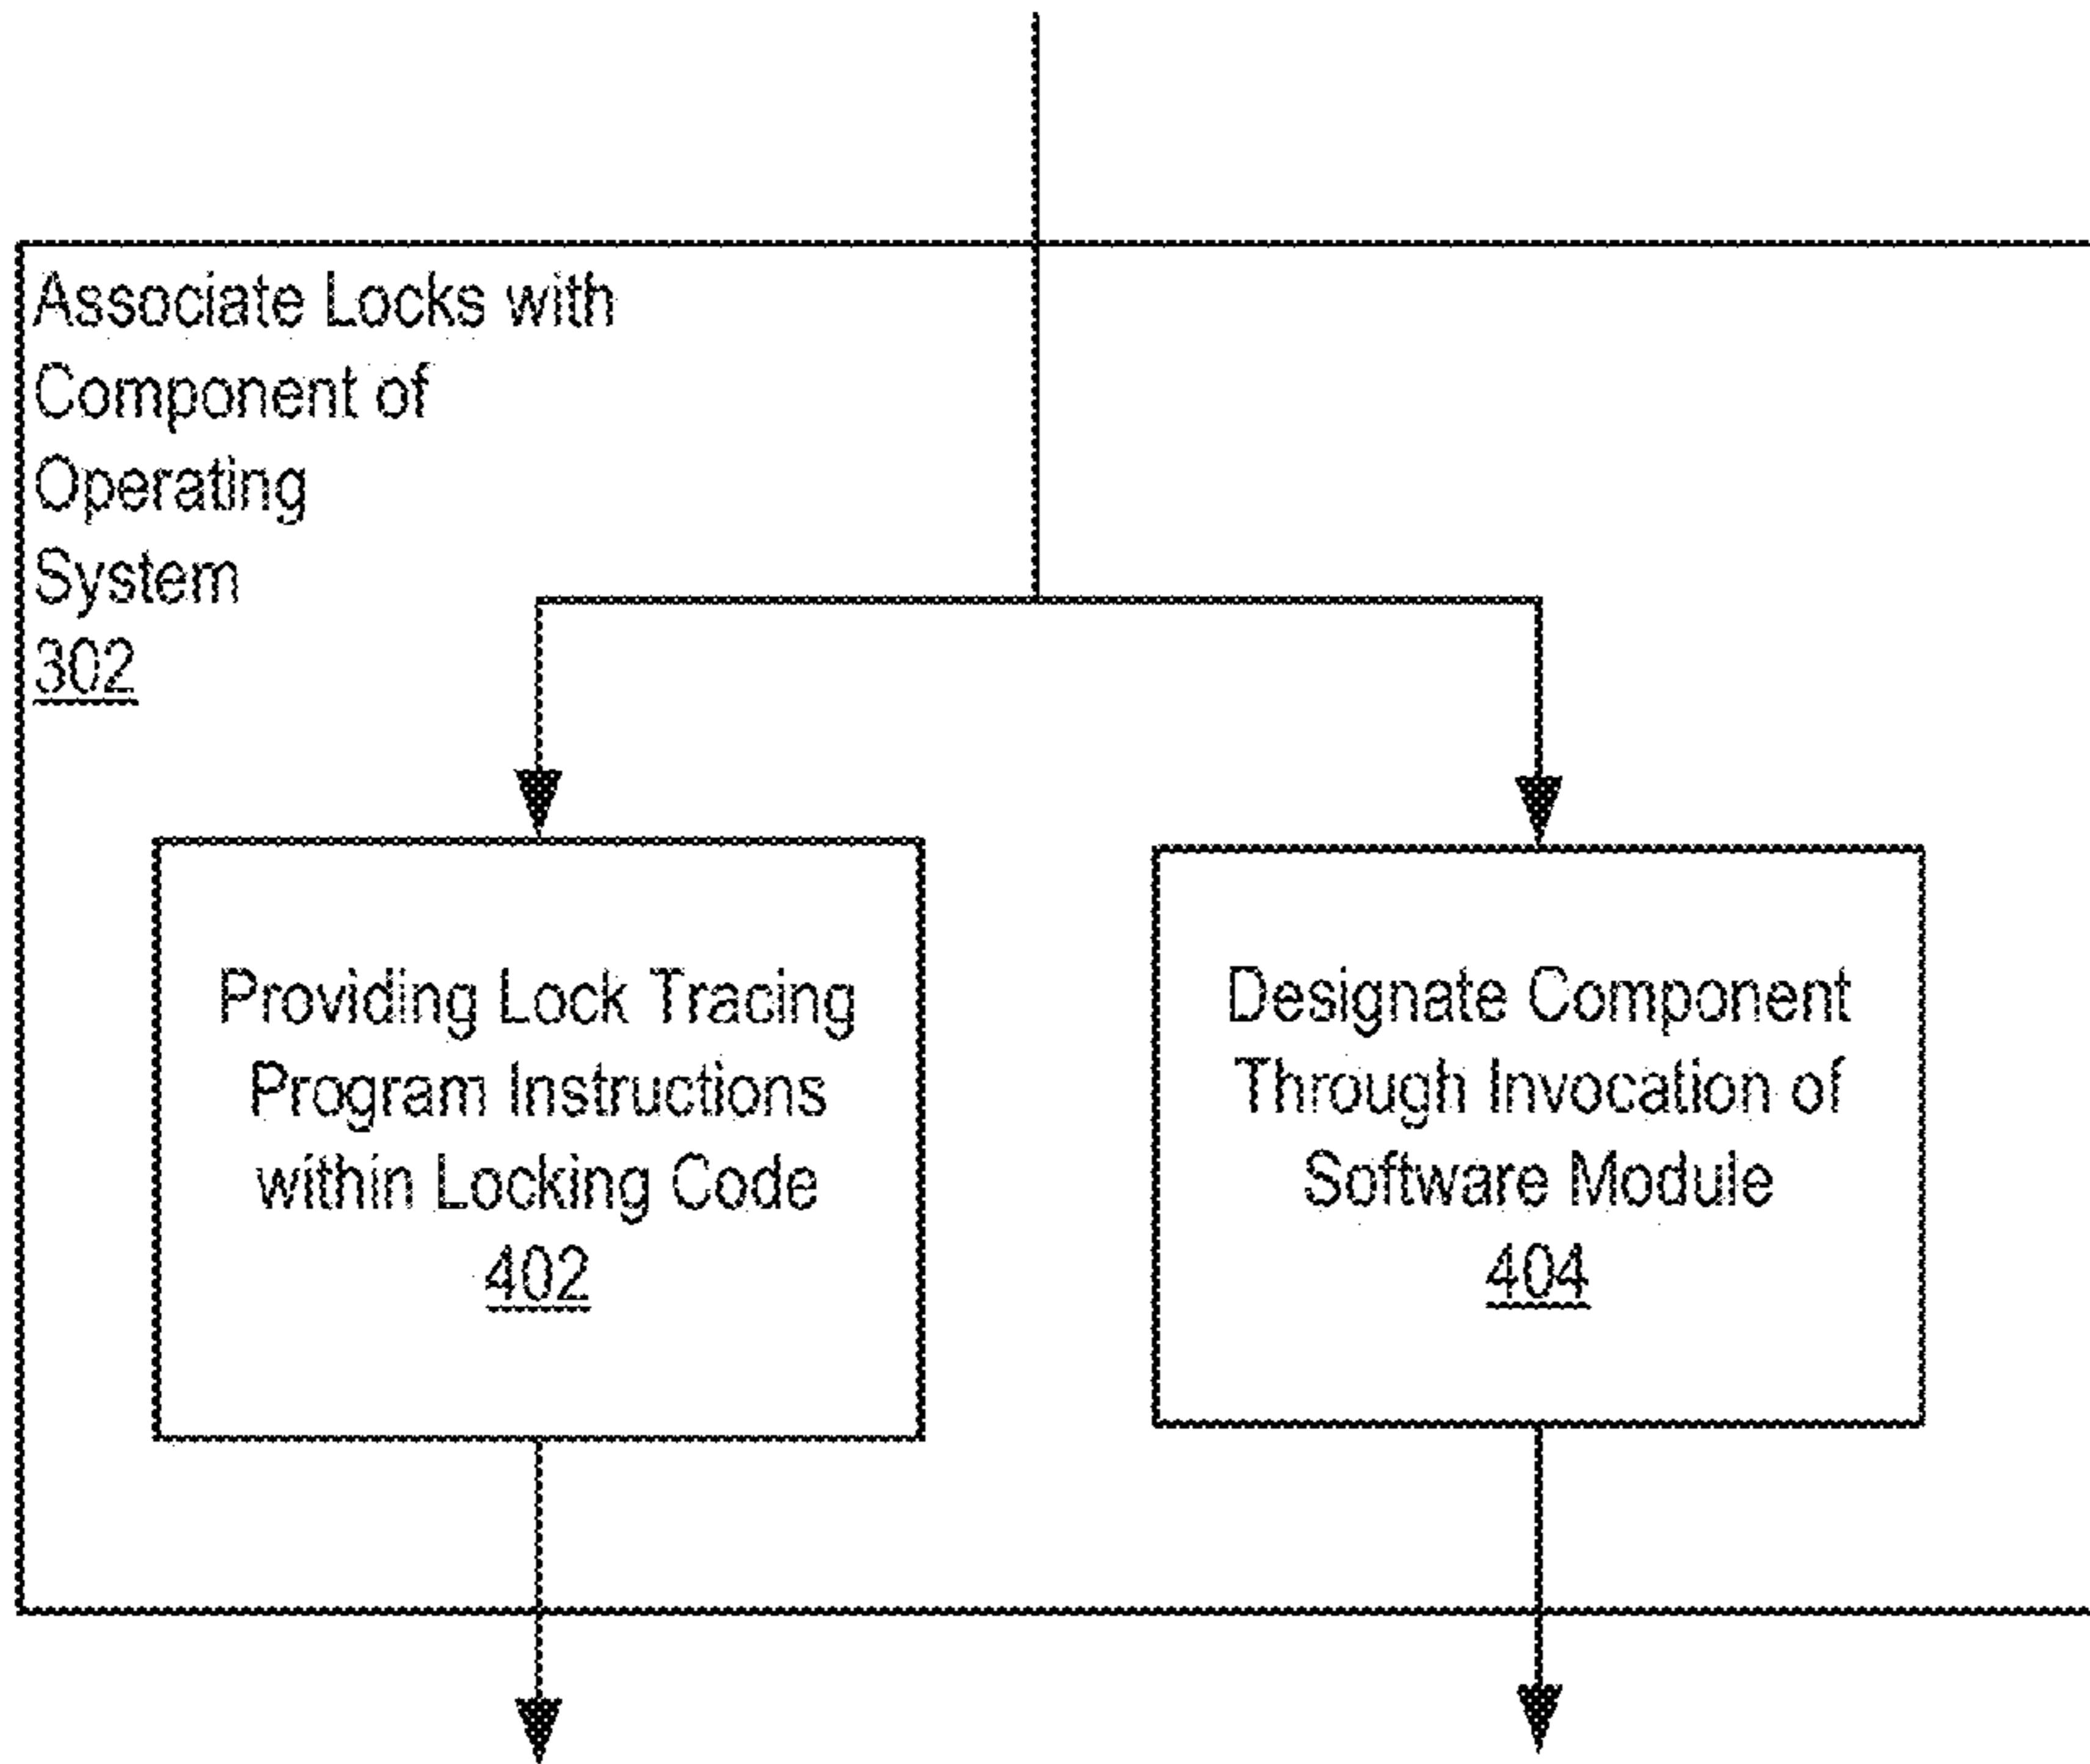 Associate Locks with
Component of
Operating
System
302
Providing Lock Tracing
Program Instructions
within Locking Code
402
Designate Component
Through Invocation of
Software Module
404